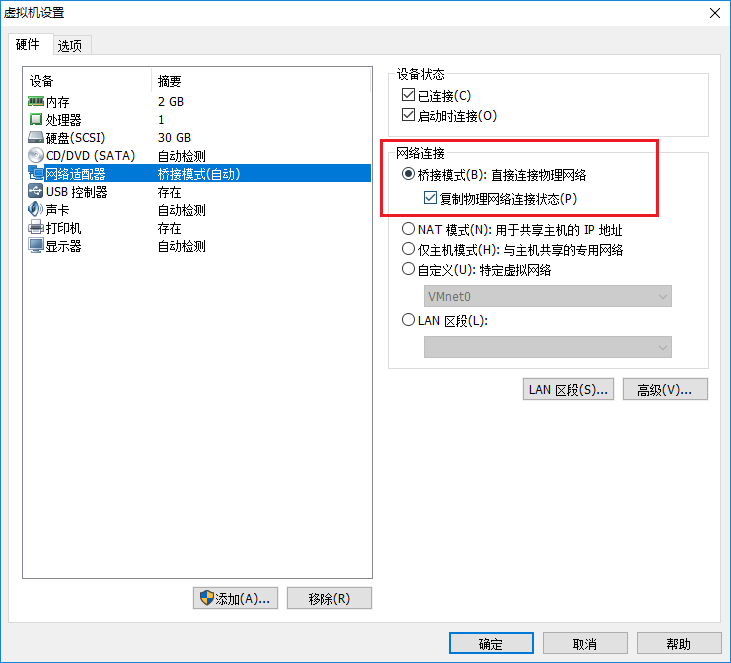 虚拟机设置
硬件 选项
设备 摘要
内存 2 GB
处理器 1
硬盘(SCSI) 30 GB
CD/DVD (SATA) 自动检测
网络适配器 桥接模式(自动)
USB 控制器 存在
声卡 自动检测
打印机 存在
显示器 自动检测
添加(A)... 移除(R)
设备状态
已连接(C)
启动时连接(O)
网络连接
桥接模式(B): 直接连接物理网络
复制物理网络连接状态(P)
NAT 模式(N): 用于共享主机的 IP 地址
仅主机模式(H): 与主机共享的专用网络
自定义(U): 特定虚拟网络
VMnet0
LAN 区段(L):
LAN 区段(S)... 高级(V)...
确定 取消 帮助